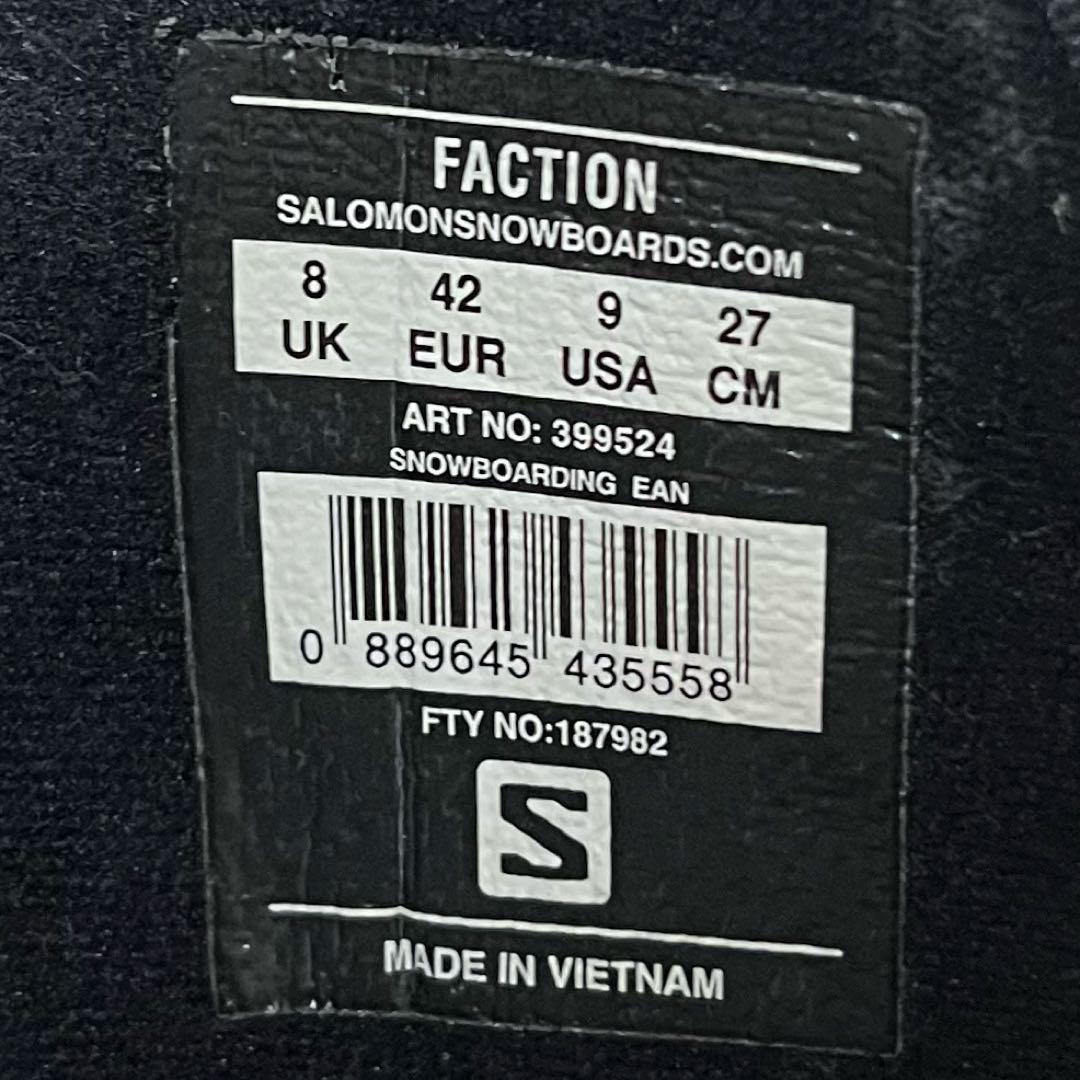 FACTION
SALOMONSNOWBOARDS.COM
8 42 9 27
UK EUR USA CM
ART NO: 399524
SNOWBOARDING EAN
0 889645 435558
FTY NO:187982
S
MADE IN VIETNAM